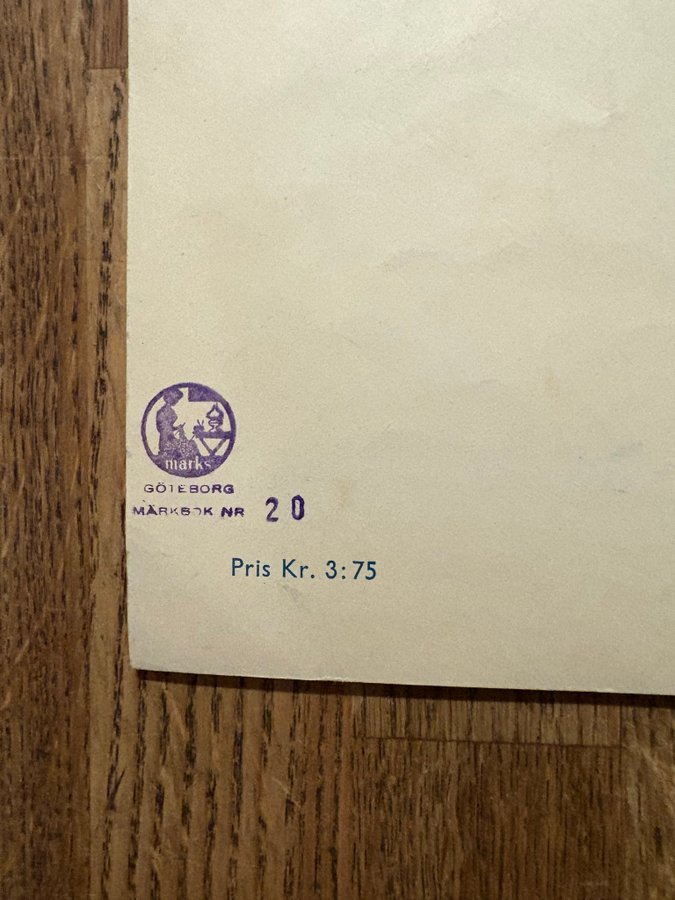 marks
GÖTEBORG
MÄRKBOK NR 20
Pris Kr. 3:75